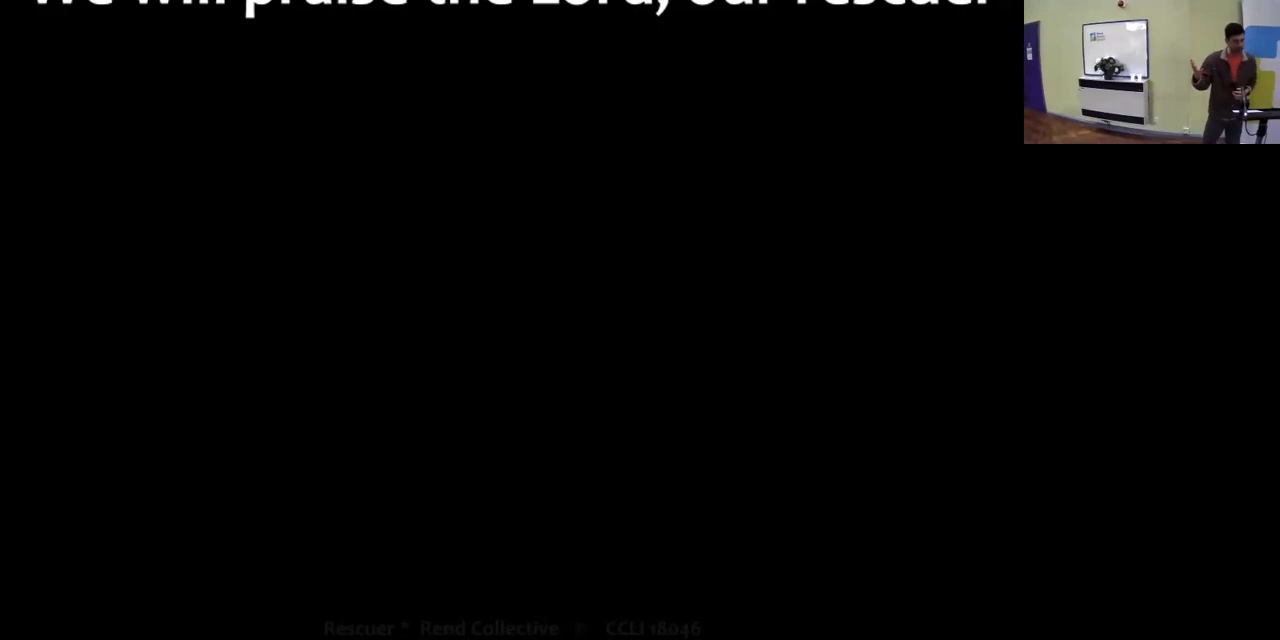 We will praise the Lord, our rescuer
Rescuer * Rend Collective © CCLI 18046